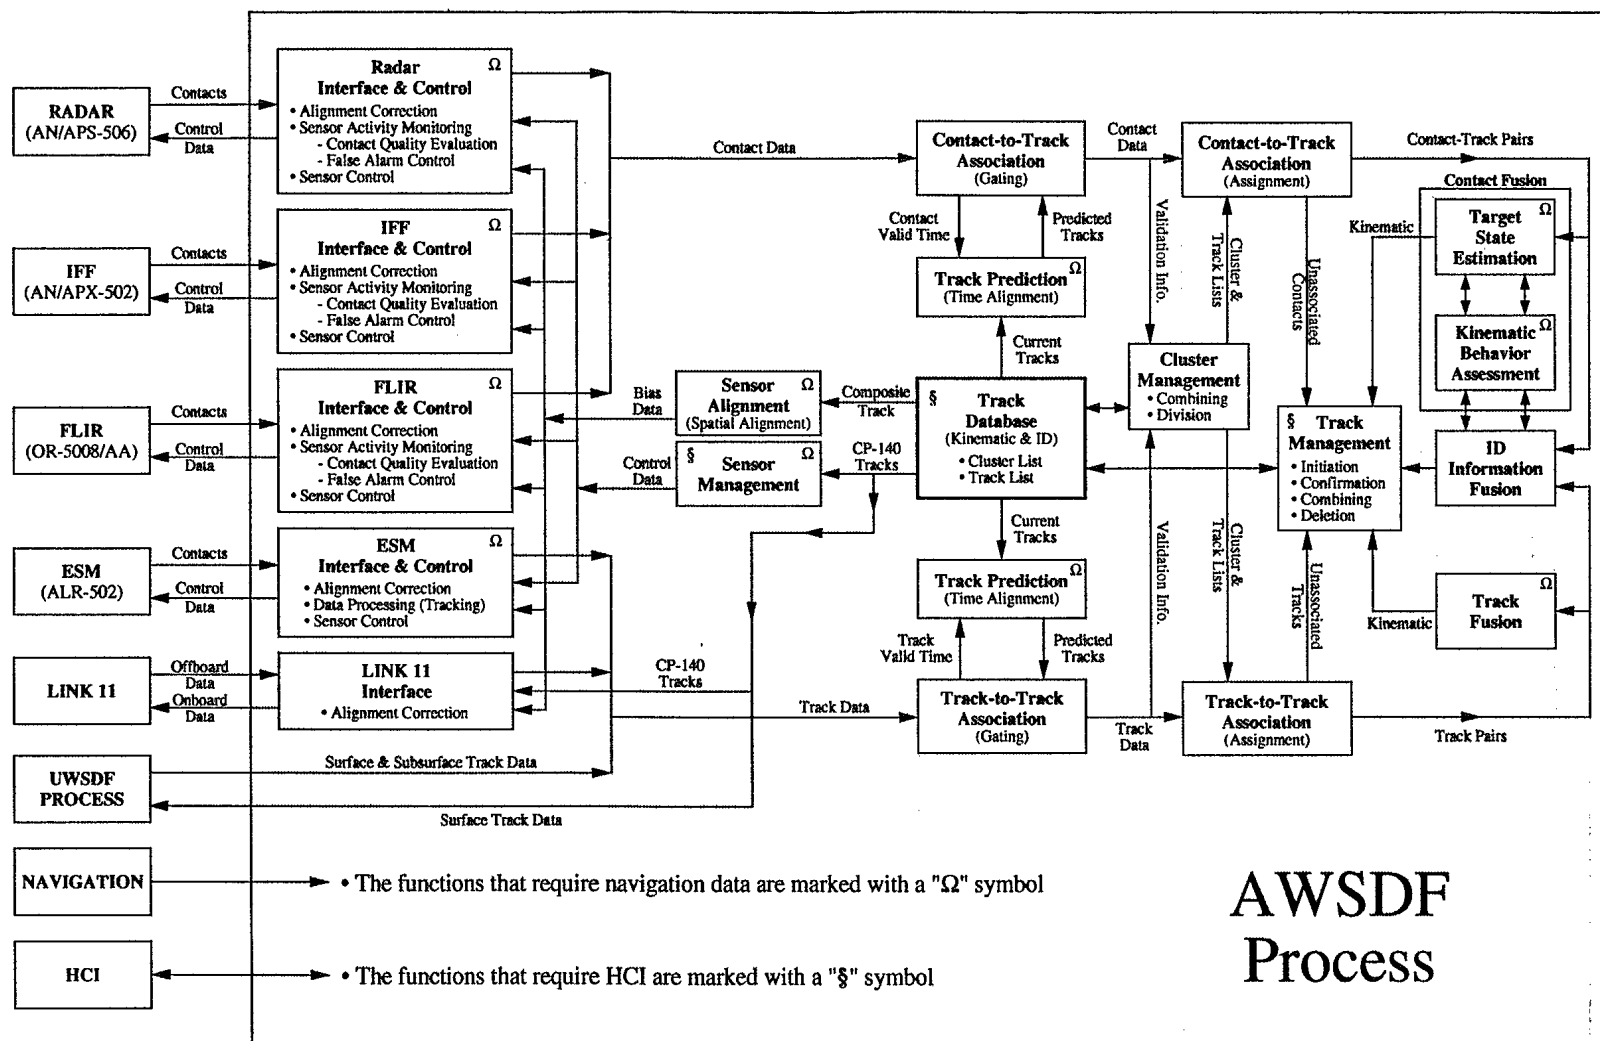 RADAR
(AN/APS-506)
Contacts
Control
Data
Radar Ω
Interface & Control
• Alignment Correction
• Sensor Activity Monitoring
- Contact Quality Evaluation
- False Alarm Control
• Sensor Control
IFF
(AN/APX-502)
Contacts
Control
Data
IFF Ω
Interface & Control
• Alignment Correction
• Sensor Activity Monitoring
- Contact Quality Evaluation
- False Alarm Control
• Sensor Control
FLIR
(OR-5008/AA)
Contacts
Control
Data
FLIR Ω
Interface & Control
• Alignment Correction
• Sensor Activity Monitoring
- Contact Quality Evaluation
- False Alarm Control
• Sensor Control
ESM
(ALR-502)
Contacts
Control
Data
ESM Ω
Interface & Control
• Alignment Correction
• Data Processing (Tracking)
• Sensor Control
LINK 11
Offboard
Data
Onboard
Data
LINK 11
Interface
• Alignment Correction
UWSDF
PROCESS
Surface & Subsurface Track Data
Surface Track Data
Contact Data
Bias
Data
Control
Data
Sensor Ω
Alignment
(Spatial Alignment)
§ Sensor
Management
Composite
Track
CP-140
Tracks
CP-140
Tracks
Track Data
Contact-to-Track
Association
(Gating)
Contact
Valid Time
Predicted
Tracks
Track Prediction Ω
(Time Alignment)
Current
Tracks
§ Track
Database
(Kinematic & ID)
• Cluster List
• Track List
Current
Tracks
Track Prediction Ω
(Time Alignment)
Track
Valid Time
Predicted
Tracks
Track-to-Track
Association
(Gating)
Contact
Data
Validation Info.
Cluster &
Track Lists
Cluster
Management
• Combining
• Division
Validation Info.
Cluster &
Track Lists
Track
Data
Contact-to-Track
Association
(Assignment)
Unassociated
Contacts
§ Track
Management
• Initiation
• Confirmation
• Combining
• Deletion
Unassociated
Tracks
Track-to-Track
Association
(Assignment)
Contact-Track Pairs
Contact Fusion
Kinematic
Target Ω
State
Estimation
Kinematic Ω
Behavior
Assessment
ID
Information
Fusion
Kinematic
Track Ω
Fusion
Track Pairs
NAVIGATION
• The functions that require navigation data are marked with a "Ω" symbol
HCI
• The functions that require HCI are marked with a "§" symbol
AWSDF
Process